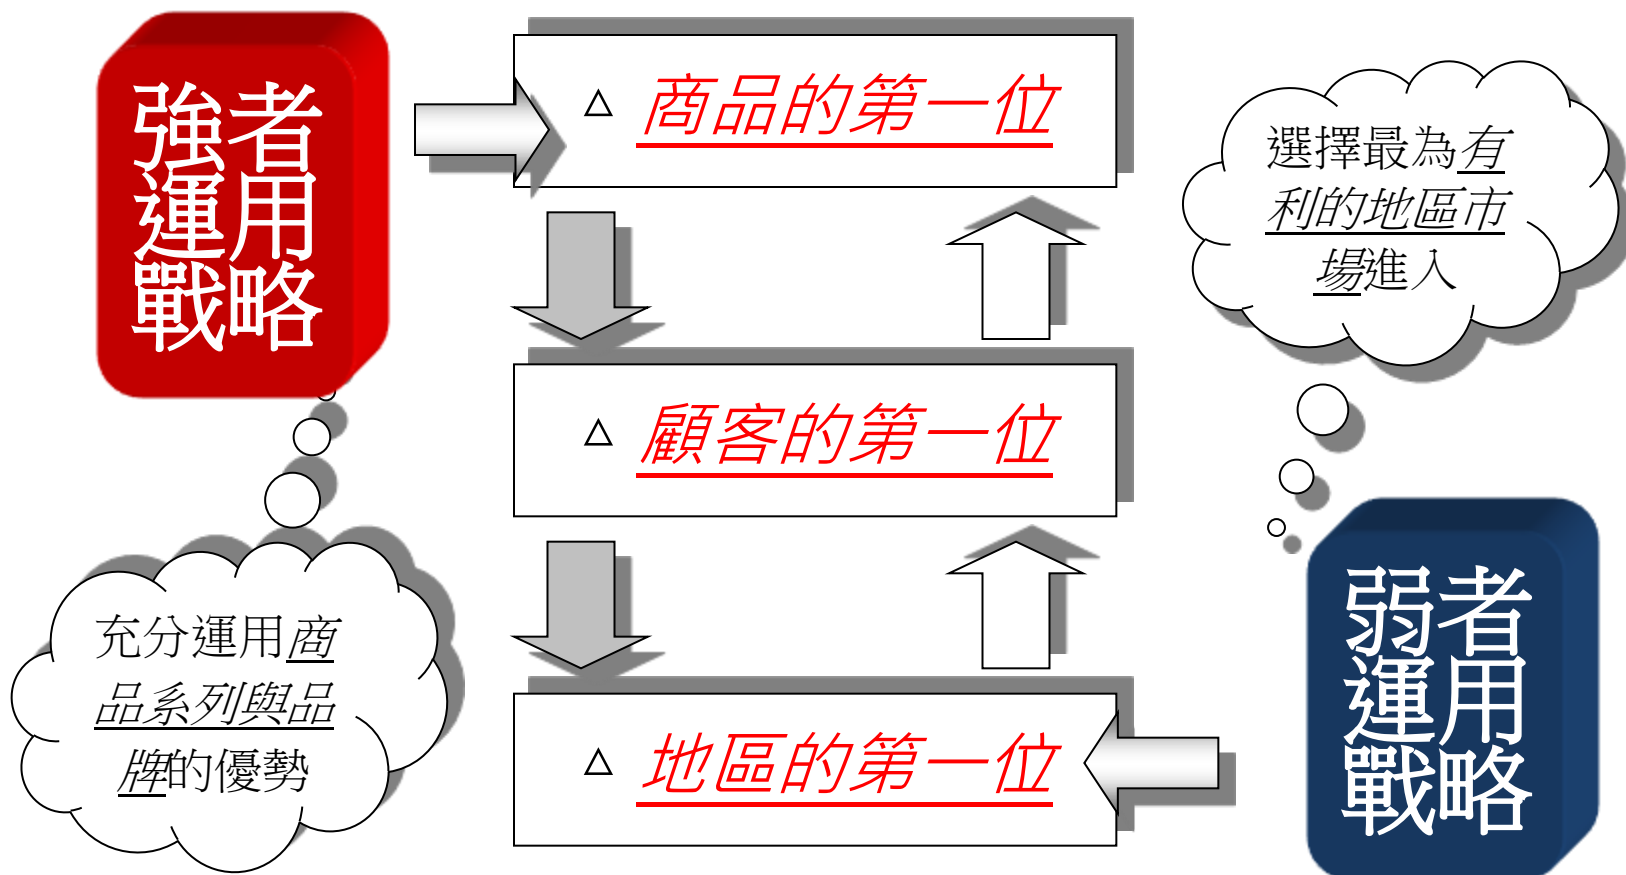 強者
運用
戰略
△ 商品的第一位
選擇最為有
利的地區市
場進入
△ 顧客的第一位
充分運用商
品系列與品
牌的優勢
△ 地區的第一位
弱者
運用
戰略